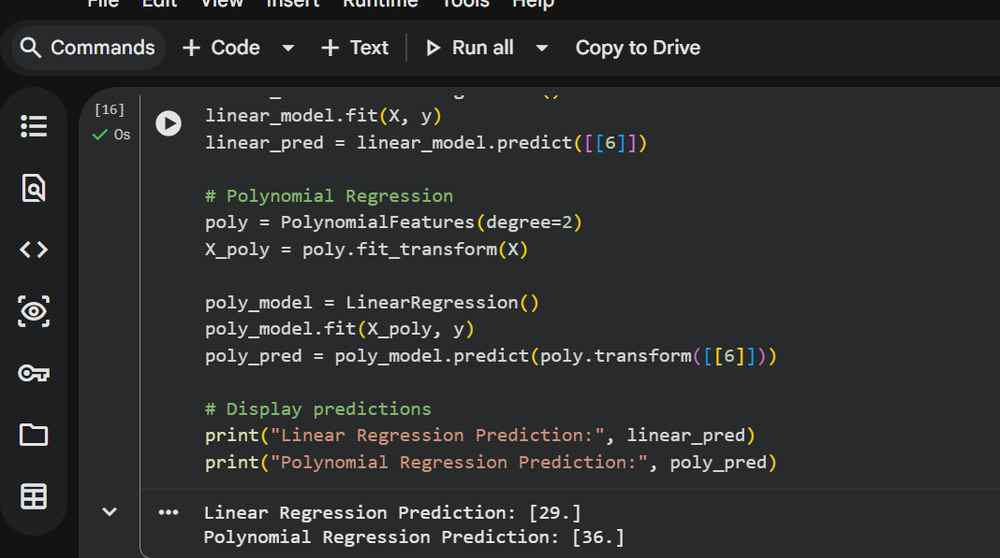 File Edit View Insert Runtime Tools Help
Commands + Code + Text Run all Copy to Drive
[16]
0s
linear_model.fit(X, y)
linear_pred = linear_model.predict([[6]])
# Polynomial Regression
poly = PolynomialFeatures(degree=2)
X_poly = poly.fit_transform(X)
poly_model = LinearRegression()
poly_model.fit(X_poly, y)
poly_pred = poly_model.predict(poly.transform([[6]]))
# Display predictions
print("Linear Regression Prediction:", linear_pred)
print("Polynomial Regression Prediction:", poly_pred)
Linear Regression Prediction: [29.]
Polynomial Regression Prediction: [36.]